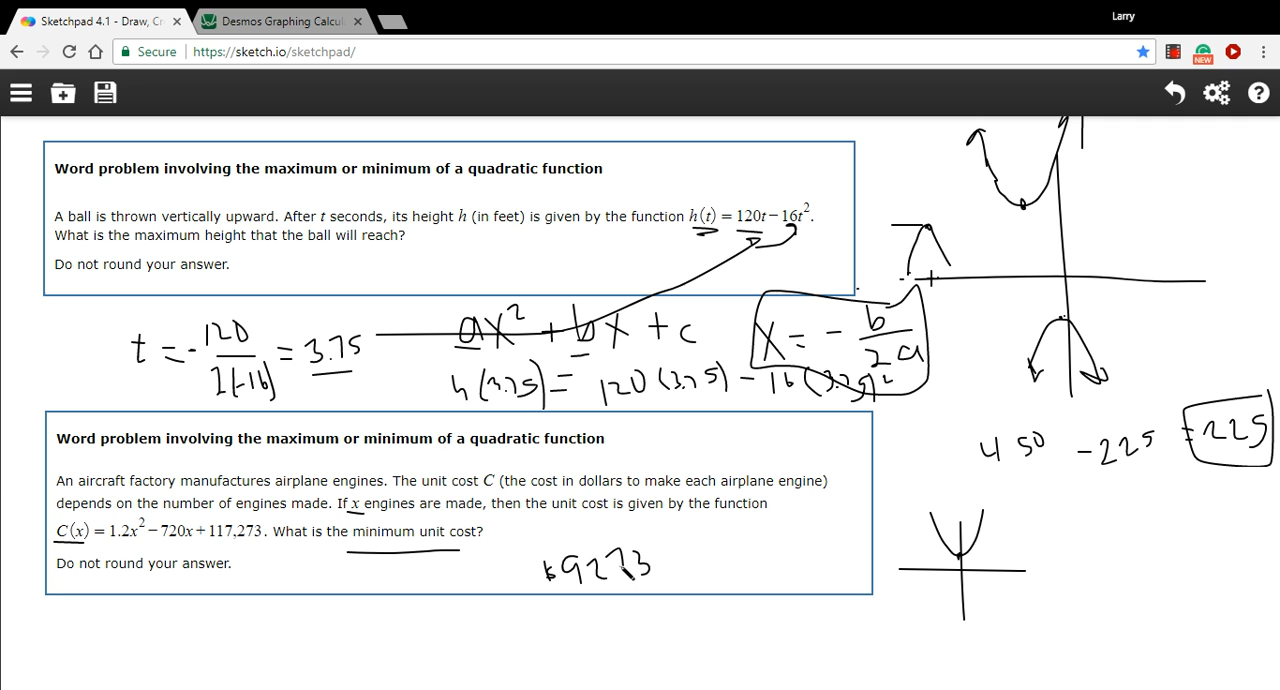 Larry
Sketchpad 4.1 - Draw, Cr
Desmos Graphing Calcul
Secure https://sketch.io/sketchpad/
NEW
Word problem involving the maximum or minimum of a quadratic function
A ball is thrown vertically upward. After t seconds, its height h (in feet) is given by the function h(t) = 120t − 16t².
What is the maximum height that the ball will reach?
Do not round your answer.
t = -120/2(-16) = 3.75
ax² + bx + c
x = - b/2a
h(3.75) = 120(3.75) - 16(3.75)²
450 - 225 = 225
Word problem involving the maximum or minimum of a quadratic function
An aircraft factory manufactures airplane engines. The unit cost C (the cost in dollars to make each airplane engine)
depends on the number of engines made. If x engines are made, then the unit cost is given by the function
C(x) = 1.2x² − 720x + 117,273. What is the minimum unit cost?
Do not round your answer.
$9273